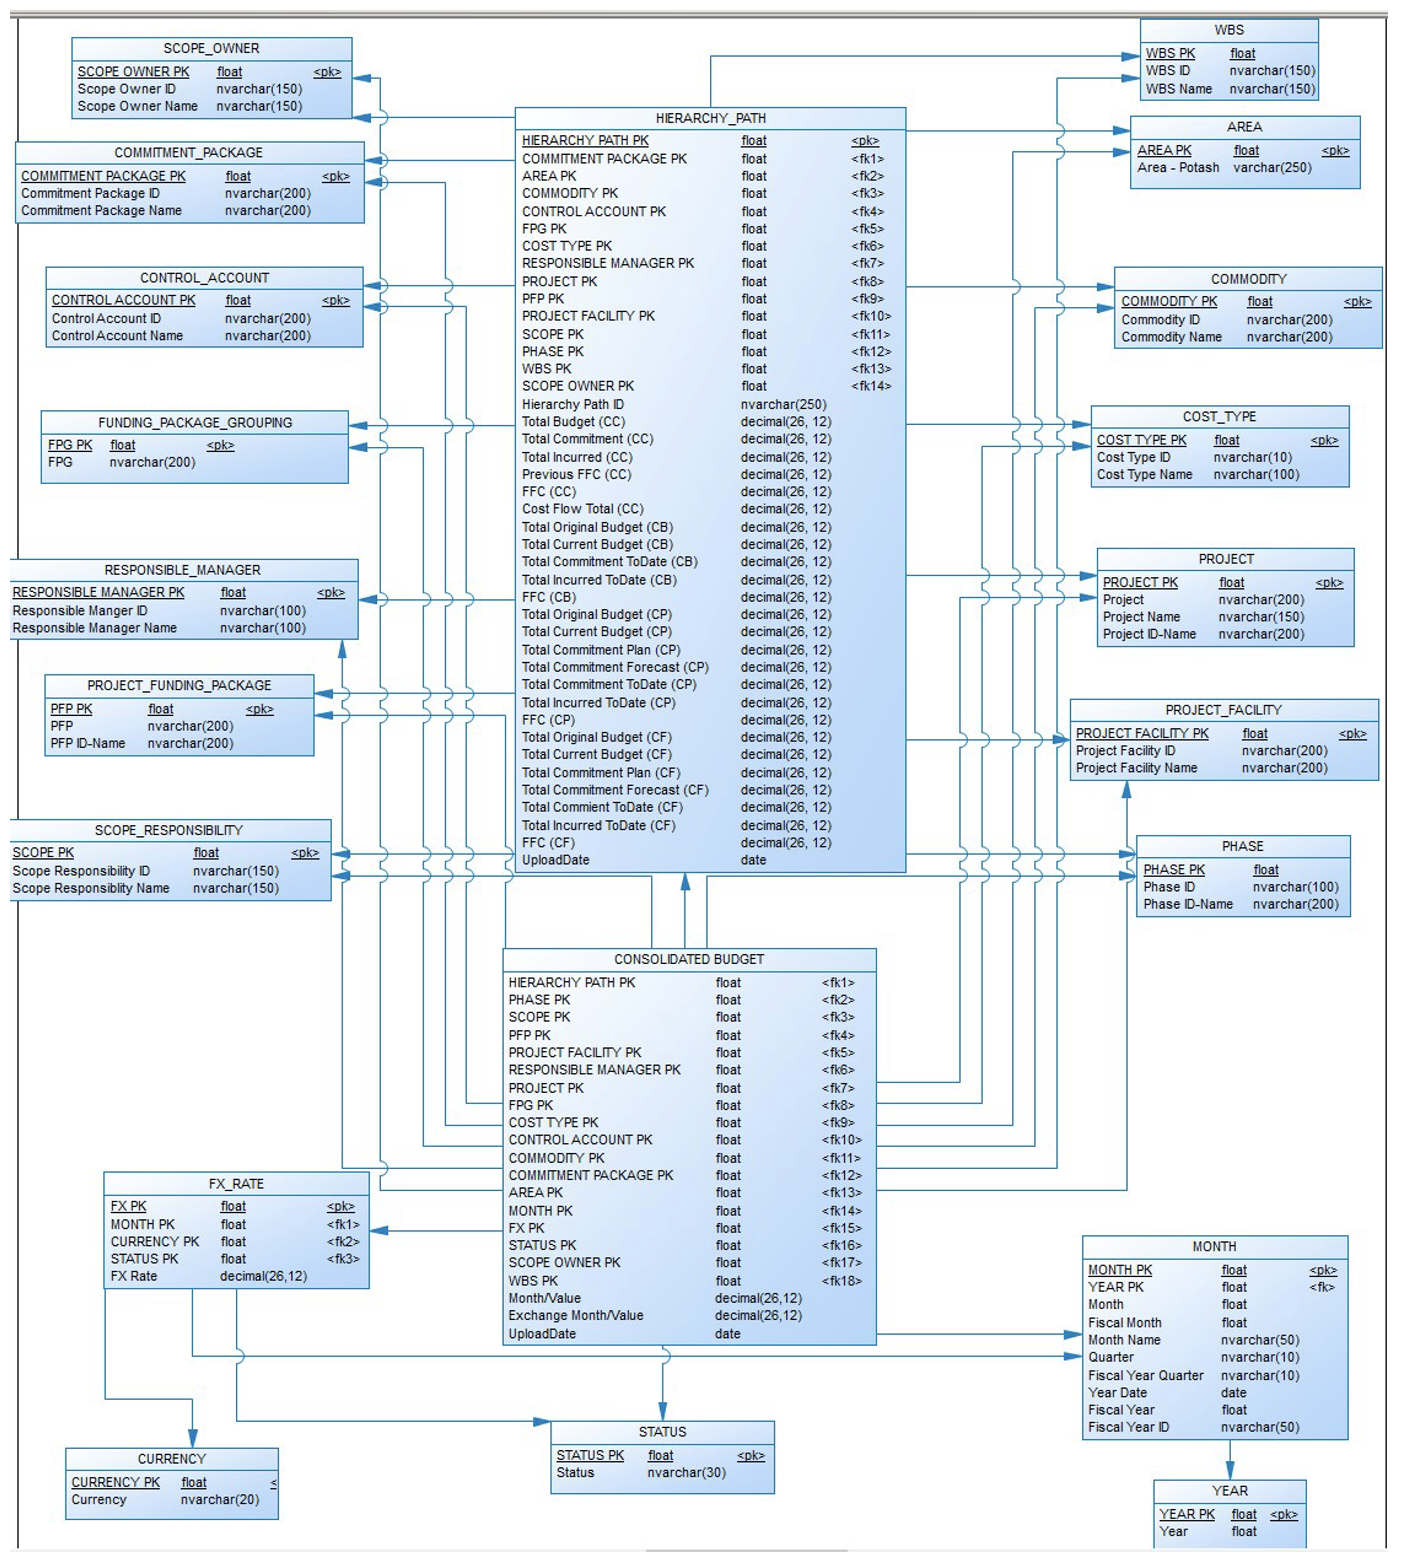 SCOPE_OWNER
SCOPE OWNER PK float <pk>
Scope Owner ID nvarchar(150)
Scope Owner Name nvarchar(150)
COMMITMENT_PACKAGE
COMMITMENT PACKAGE PK float <pk>
Commitment Package ID nvarchar(200)
Commitment Package Name nvarchar(200)
CONTROL_ACCOUNT
CONTROL ACCOUNT PK float <pk>
Control Account ID nvarchar(200)
Control Account Name nvarchar(200)
FUNDING_PACKAGE_GROUPING
FPG PK float <pk>
FPG nvarchar(200)
RESPONSIBLE_MANAGER
RESPONSIBLE MANAGER PK float <pk>
Responsible Manger ID nvarchar(100)
Responsible Manager Name nvarchar(100)
PROJECT_FUNDING_PACKAGE
PFP PK float <pk>
PFP nvarchar(200)
PFP ID-Name nvarchar(200)
SCOPE_RESPONSIBILITY
SCOPE PK float <pk>
Scope Responsibility ID nvarchar(150)
Scope Responsiblity Name nvarchar(150)
HIERARCHY_PATH
HIERARCHY PATH PK float <pk>
COMMITMENT PACKAGE PK float <fk1>
AREA PK float <fk2>
COMMODITY PK float <fk3>
CONTROL ACCOUNT PK float <fk4>
FPG PK float <fk5>
COST TYPE PK float <fk6>
RESPONSIBLE MANAGER PK float <fk7>
PROJECT PK float <fk8>
PFP PK float <fk9>
PROJECT FACILITY PK float <fk10>
SCOPE PK float <fk11>
PHASE PK float <fk12>
WBS PK float <fk13>
SCOPE OWNER PK float <fk14>
Hierarchy Path ID nvarchar(250)
Total Budget (CC) decimal(26, 12)
Total Commitment (CC) decimal(26, 12)
Total Incurred (CC) decimal(26, 12)
Previous FFC (CC) decimal(26, 12)
FFC (CC) decimal(26, 12)
Cost Flow Total (CC) decimal(26, 12)
Total Original Budget (CB) decimal(26, 12)
Total Current Budget (CB) decimal(26, 12)
Total Commitment ToDate (CB) decimal(26, 12)
Total Incurred ToDate (CB) decimal(26, 12)
FFC (CB) decimal(26, 12)
Total Original Budget (CP) decimal(26, 12)
Total Current Budget (CP) decimal(26, 12)
Total Commitment Plan (CP) decimal(26, 12)
Total Commitment Forecast (CP) decimal(26, 12)
Total Commitment ToDate (CP) decimal(26, 12)
Total Incurred ToDate (CP) decimal(26, 12)
FFC (CP) decimal(26, 12)
Total Original Budget (CF) decimal(26, 12)
Total Current Budget (CF) decimal(26, 12)
Total Commitment Plan (CF) decimal(26, 12)
Total Commitment Forecast (CF) decimal(26, 12)
Total Commient ToDate (CF) decimal(26, 12)
Total Incurred ToDate (CF) decimal(26, 12)
FFC (CF) decimal(26, 12)
UploadDate date
WBS
WBS PK float
WBS ID nvarchar(150)
WBS Name nvarchar(150)
AREA
AREA PK float <pk>
Area - Potash varchar(250)
COMMODITY
COMMODITY PK float <pk>
Commodity ID nvarchar(200)
Commodity Name nvarchar(200)
COST_TYPE
COST TYPE PK float <pk>
Cost Type ID nvarchar(10)
Cost Type Name nvarchar(100)
PROJECT
PROJECT PK float <pk>
Project nvarchar(200)
Project Name nvarchar(150)
Project ID-Name nvarchar(200)
PROJECT_FACILITY
PROJECT FACILITY PK float <pk>
Project Facility ID nvarchar(200)
Project Facility Name nvarchar(200)
PHASE
PHASE PK float
Phase ID nvarchar(100)
Phase ID-Name nvarchar(200)
CONSOLIDATED BUDGET
HIERARCHY PATH PK float <fk1>
PHASE PK float <fk2>
SCOPE PK float <fk3>
PFP PK float <fk4>
PROJECT FACILITY PK float <fk5>
RESPONSIBLE MANAGER PK float <fk6>
PROJECT PK float <fk7>
FPG PK float <fk8>
COST TYPE PK float <fk9>
CONTROL ACCOUNT PK float <fk10>
COMMODITY PK float <fk11>
COMMITMENT PACKAGE PK float <fk12>
AREA PK float <fk13>
MONTH PK float <fk14>
FX PK float <fk15>
STATUS PK float <fk16>
SCOPE OWNER PK float <fk17>
WBS PK float <fk18>
Month/Value decimal(26,12)
Exchange Month/Value decimal(26,12)
UploadDate date
FX_RATE
FX PK float <pk>
MONTH PK float <fk1>
CURRENCY PK float <fk2>
STATUS PK float <fk3>
FX Rate decimal(26,12)
MONTH
MONTH PK float <pk>
YEAR PK float <fk>
Month float
Fiscal Month float
Month Name nvarchar(50)
Quarter nvarchar(10)
Fiscal Year Quarter nvarchar(10)
Year Date date
Fiscal Year float
Fiscal Year ID nvarchar(50)
CURRENCY
CURRENCY PK float <
Currency nvarchar(20)
STATUS
STATUS PK float <pk>
Status nvarchar(30)
YEAR
YEAR PK float <pk>
Year float